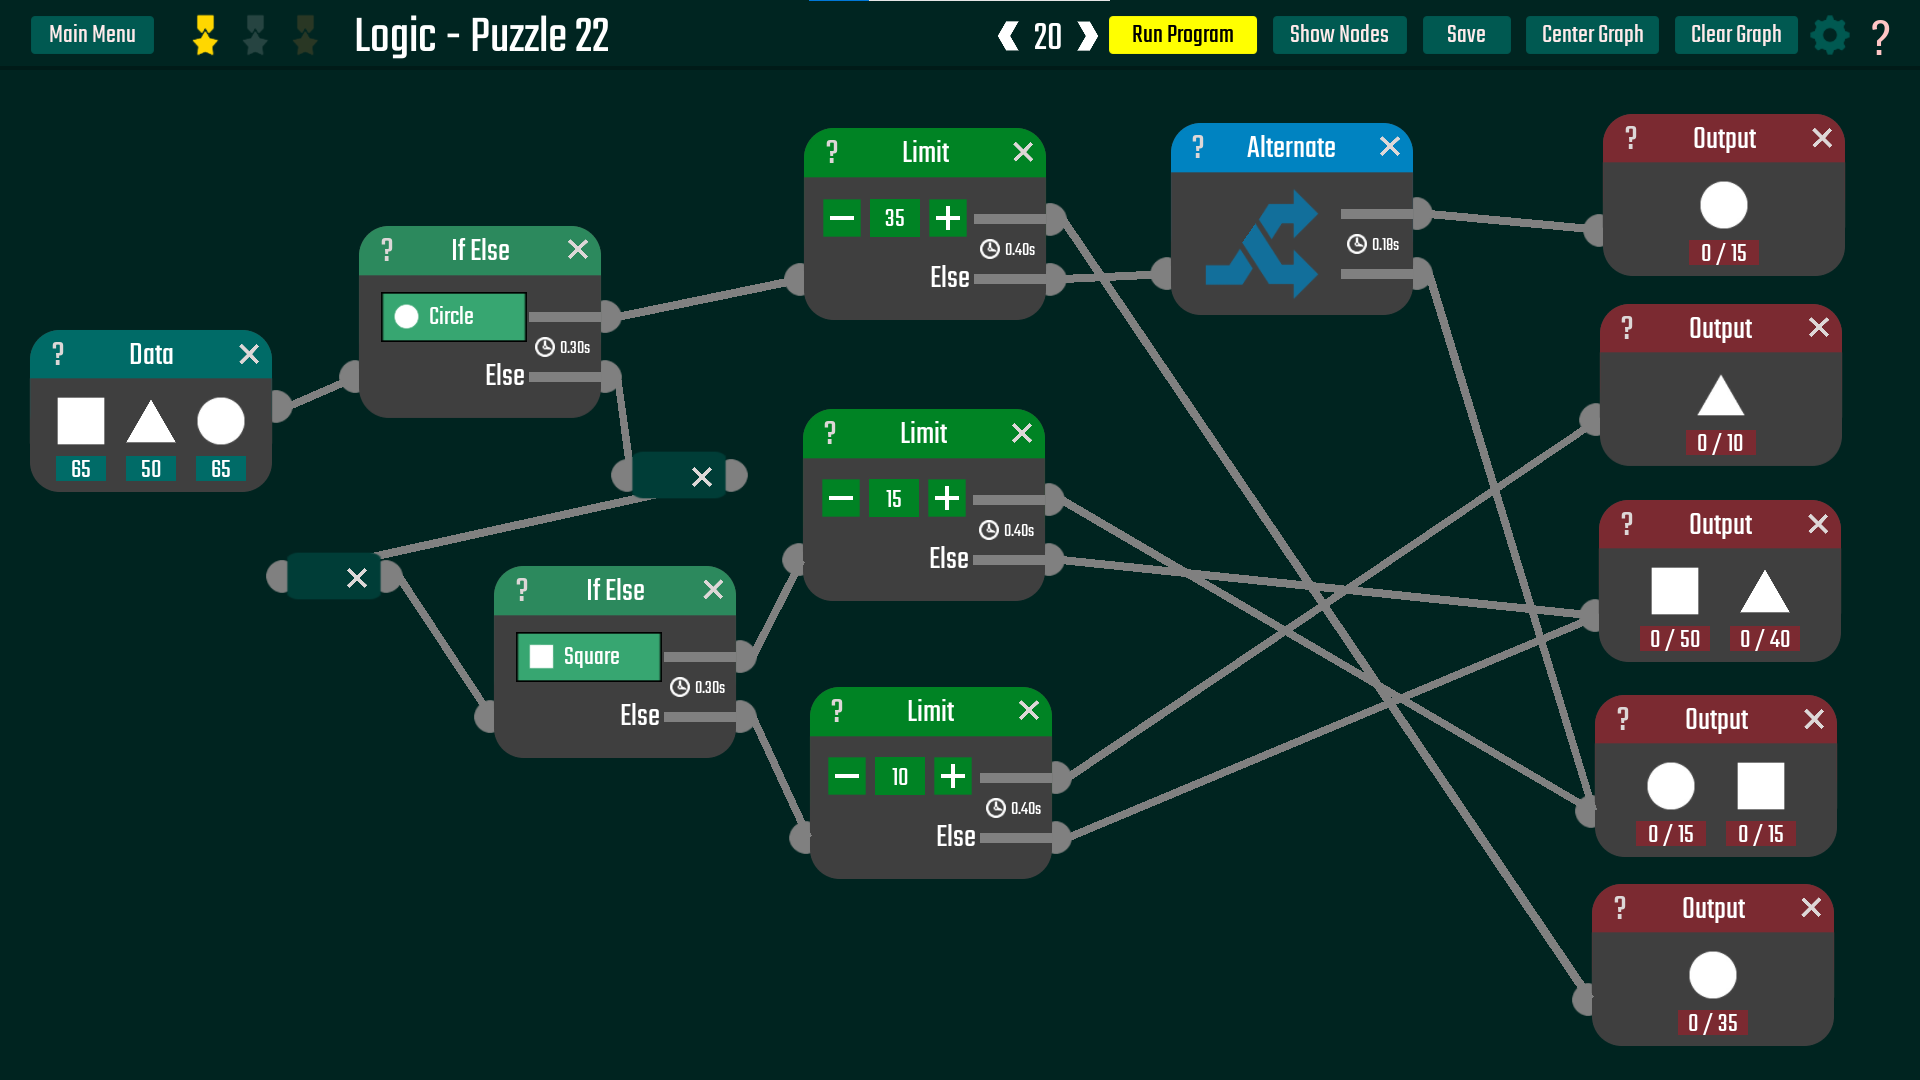 Main Menu
Logic - Puzzle 22
20
Run Program
Show Nodes
Save
Center Graph
Clear Graph
?
? Data
65 50 65
? If Else
Circle
0.30s
Else
? If Else
Square
0.30s
Else
? Limit
35
0.40s
Else
? Limit
15
0.40s
Else
? Limit
10
0.40s
Else
? Alternate
0.18s
? Output
0 / 15
? Output
0 / 10
? Output
0 / 50 0 / 40
? Output
0 / 15 0 / 15
? Output
0 / 35